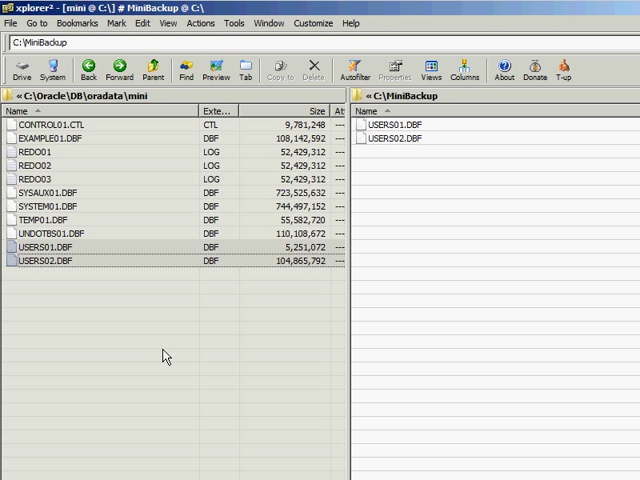 xplorer² - [mini @ C:\] # MiniBackup @ C:\
File Go to Bookmarks Mark Edit View Actions Tools Window Customize Help
C:\MiniBackup
Drive System Back Forward Parent Find Preview Tab Copy to Delete Autofilter Properties Views Columns About Donate T-up
« C:\Oracle\DB\oradata\mini
Name Exte... Size At
CONTROL01.CTL CTL 9,781,248 ---
EXAMPLE01.DBF DBF 108,142,592 ---
REDO01 LOG 52,429,312 ---
REDO02 LOG 52,429,312 ---
REDO03 LOG 52,429,312 ---
SYSAUX01.DBF DBF 723,525,632 ---
SYSTEM01.DBF DBF 744,497,152 ---
TEMP01.DBF DBF 55,582,720 ---
UNDOTBS01.DBF DBF 110,108,672 ---
USERS01.DBF DBF 5,251,072 ---
USERS02.DBF DBF 104,865,792 ---
« C:\MiniBackup
Name
USERS01.DBF
USERS02.DBF